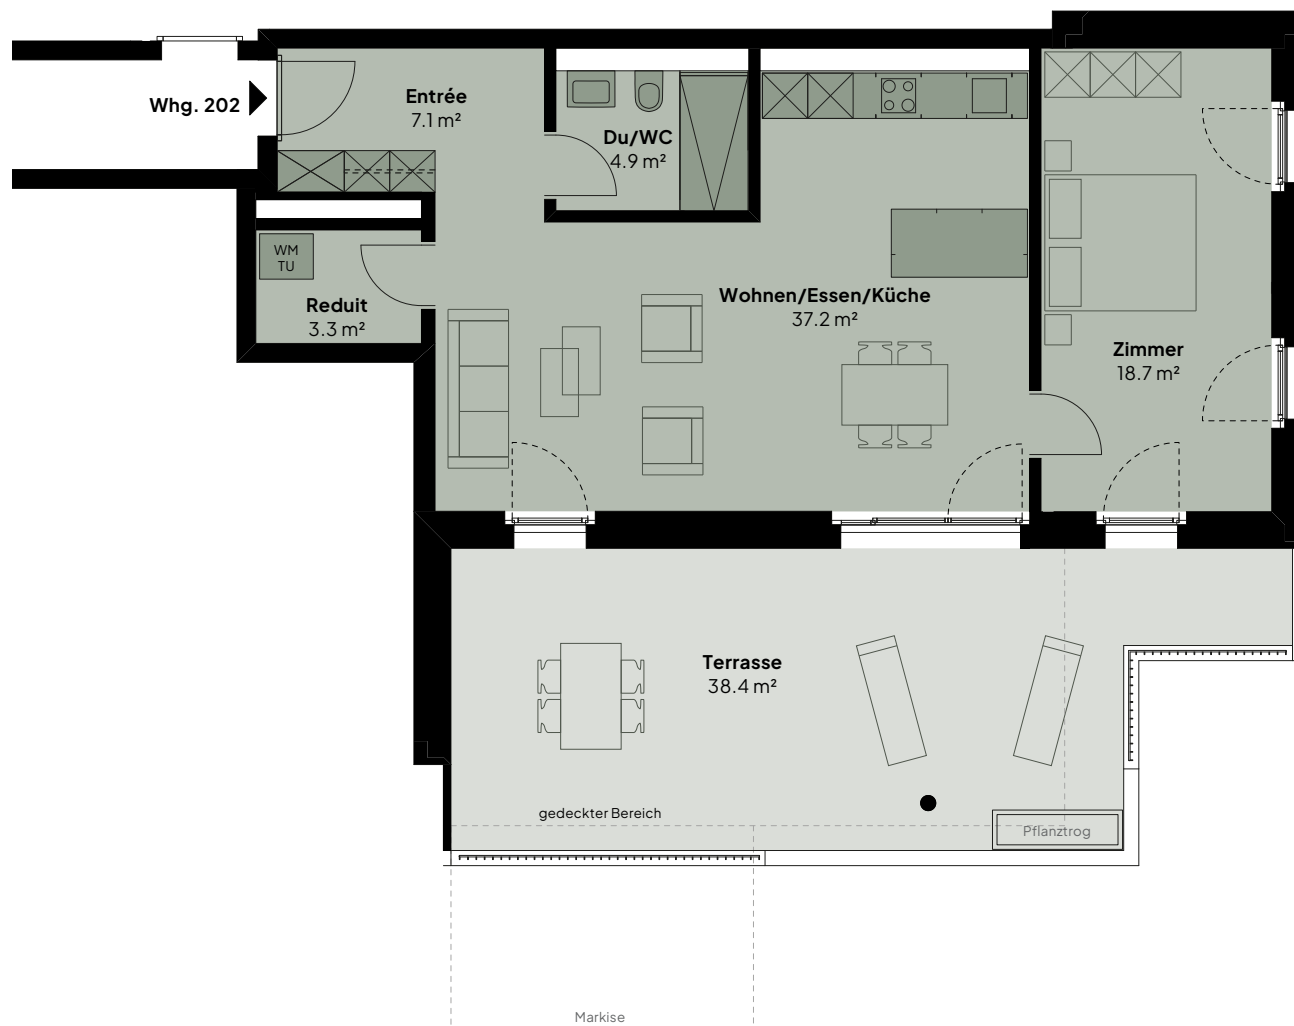 Whg. 202
Entrée
7.1 m²
Du/WC
4.9 m²
WM
TU
Reduit
3.3 m²
Wohnen/Essen/Küche
37.2 m²
Zimmer
18.7 m²
Terrasse
38.4 m²
gedeckter Bereich
Pflanztrog
Markise